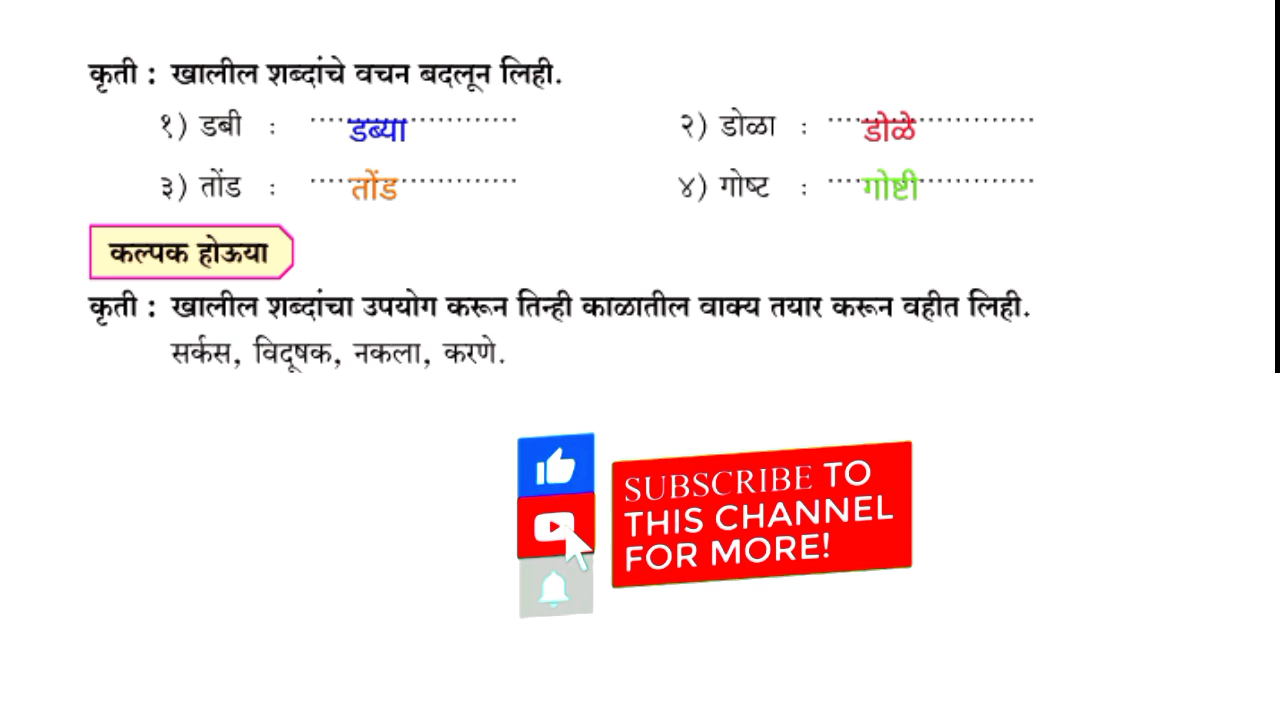 कृती : खालील शब्दांचे वचन बदलून लिही.
१) डबी : .......... डब्या .......... २) डोळा : .......... डोळे ..........
३) तोंड : .......... तोंड .......... ४) गोष्ट : .......... गोष्टी ..........
कल्पक होऊया
कृती : खालील शब्दांचा उपयोग करून तिन्ही काळातील वाक्य तयार करून वहीत लिही.
सर्कस, विदूषक, नकला, करणे.
SUBSCRIBE TO
THIS CHANNEL
FOR MORE!